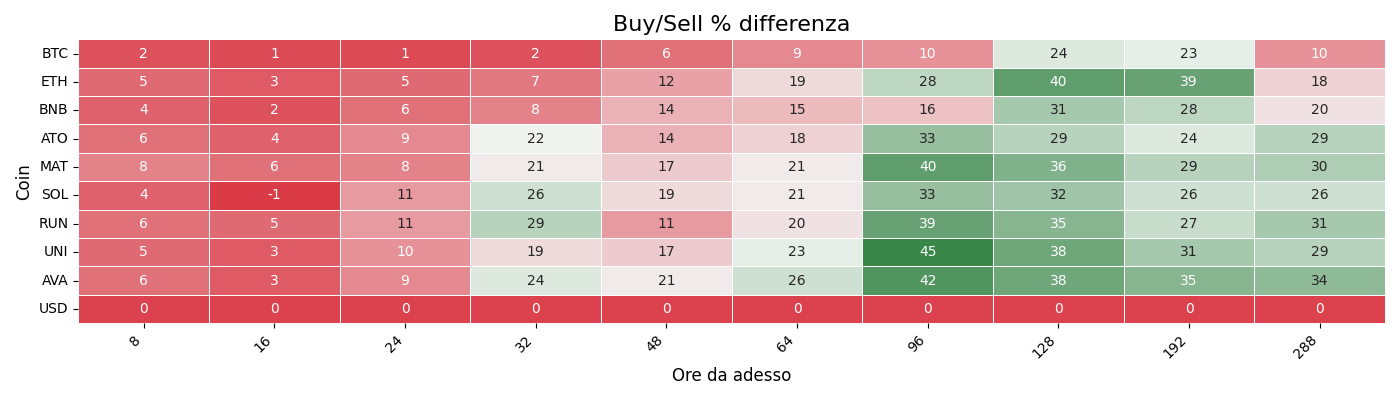 Buy/Sell % differenza
Coin
BTC 2 1 1 2 6 9 10 24 23 10
ETH 5 3 5 7 12 19 28 40 39 18
BNB 4 2 6 8 14 15 16 31 28 20
ATO 6 4 9 22 14 18 33 29 24 29
MAT 8 6 8 21 17 21 40 36 29 30
SOL 4 -1 11 26 19 21 33 32 26 26
RUN 6 5 11 29 11 20 39 35 27 31
UNI 5 3 10 19 17 23 45 38 31 29
AVA 6 3 9 24 21 26 42 38 35 34
USD 0 0 0 0 0 0 0 0 0 0
8 16 24 32 48 64 96 128 192 288
Ore da adesso